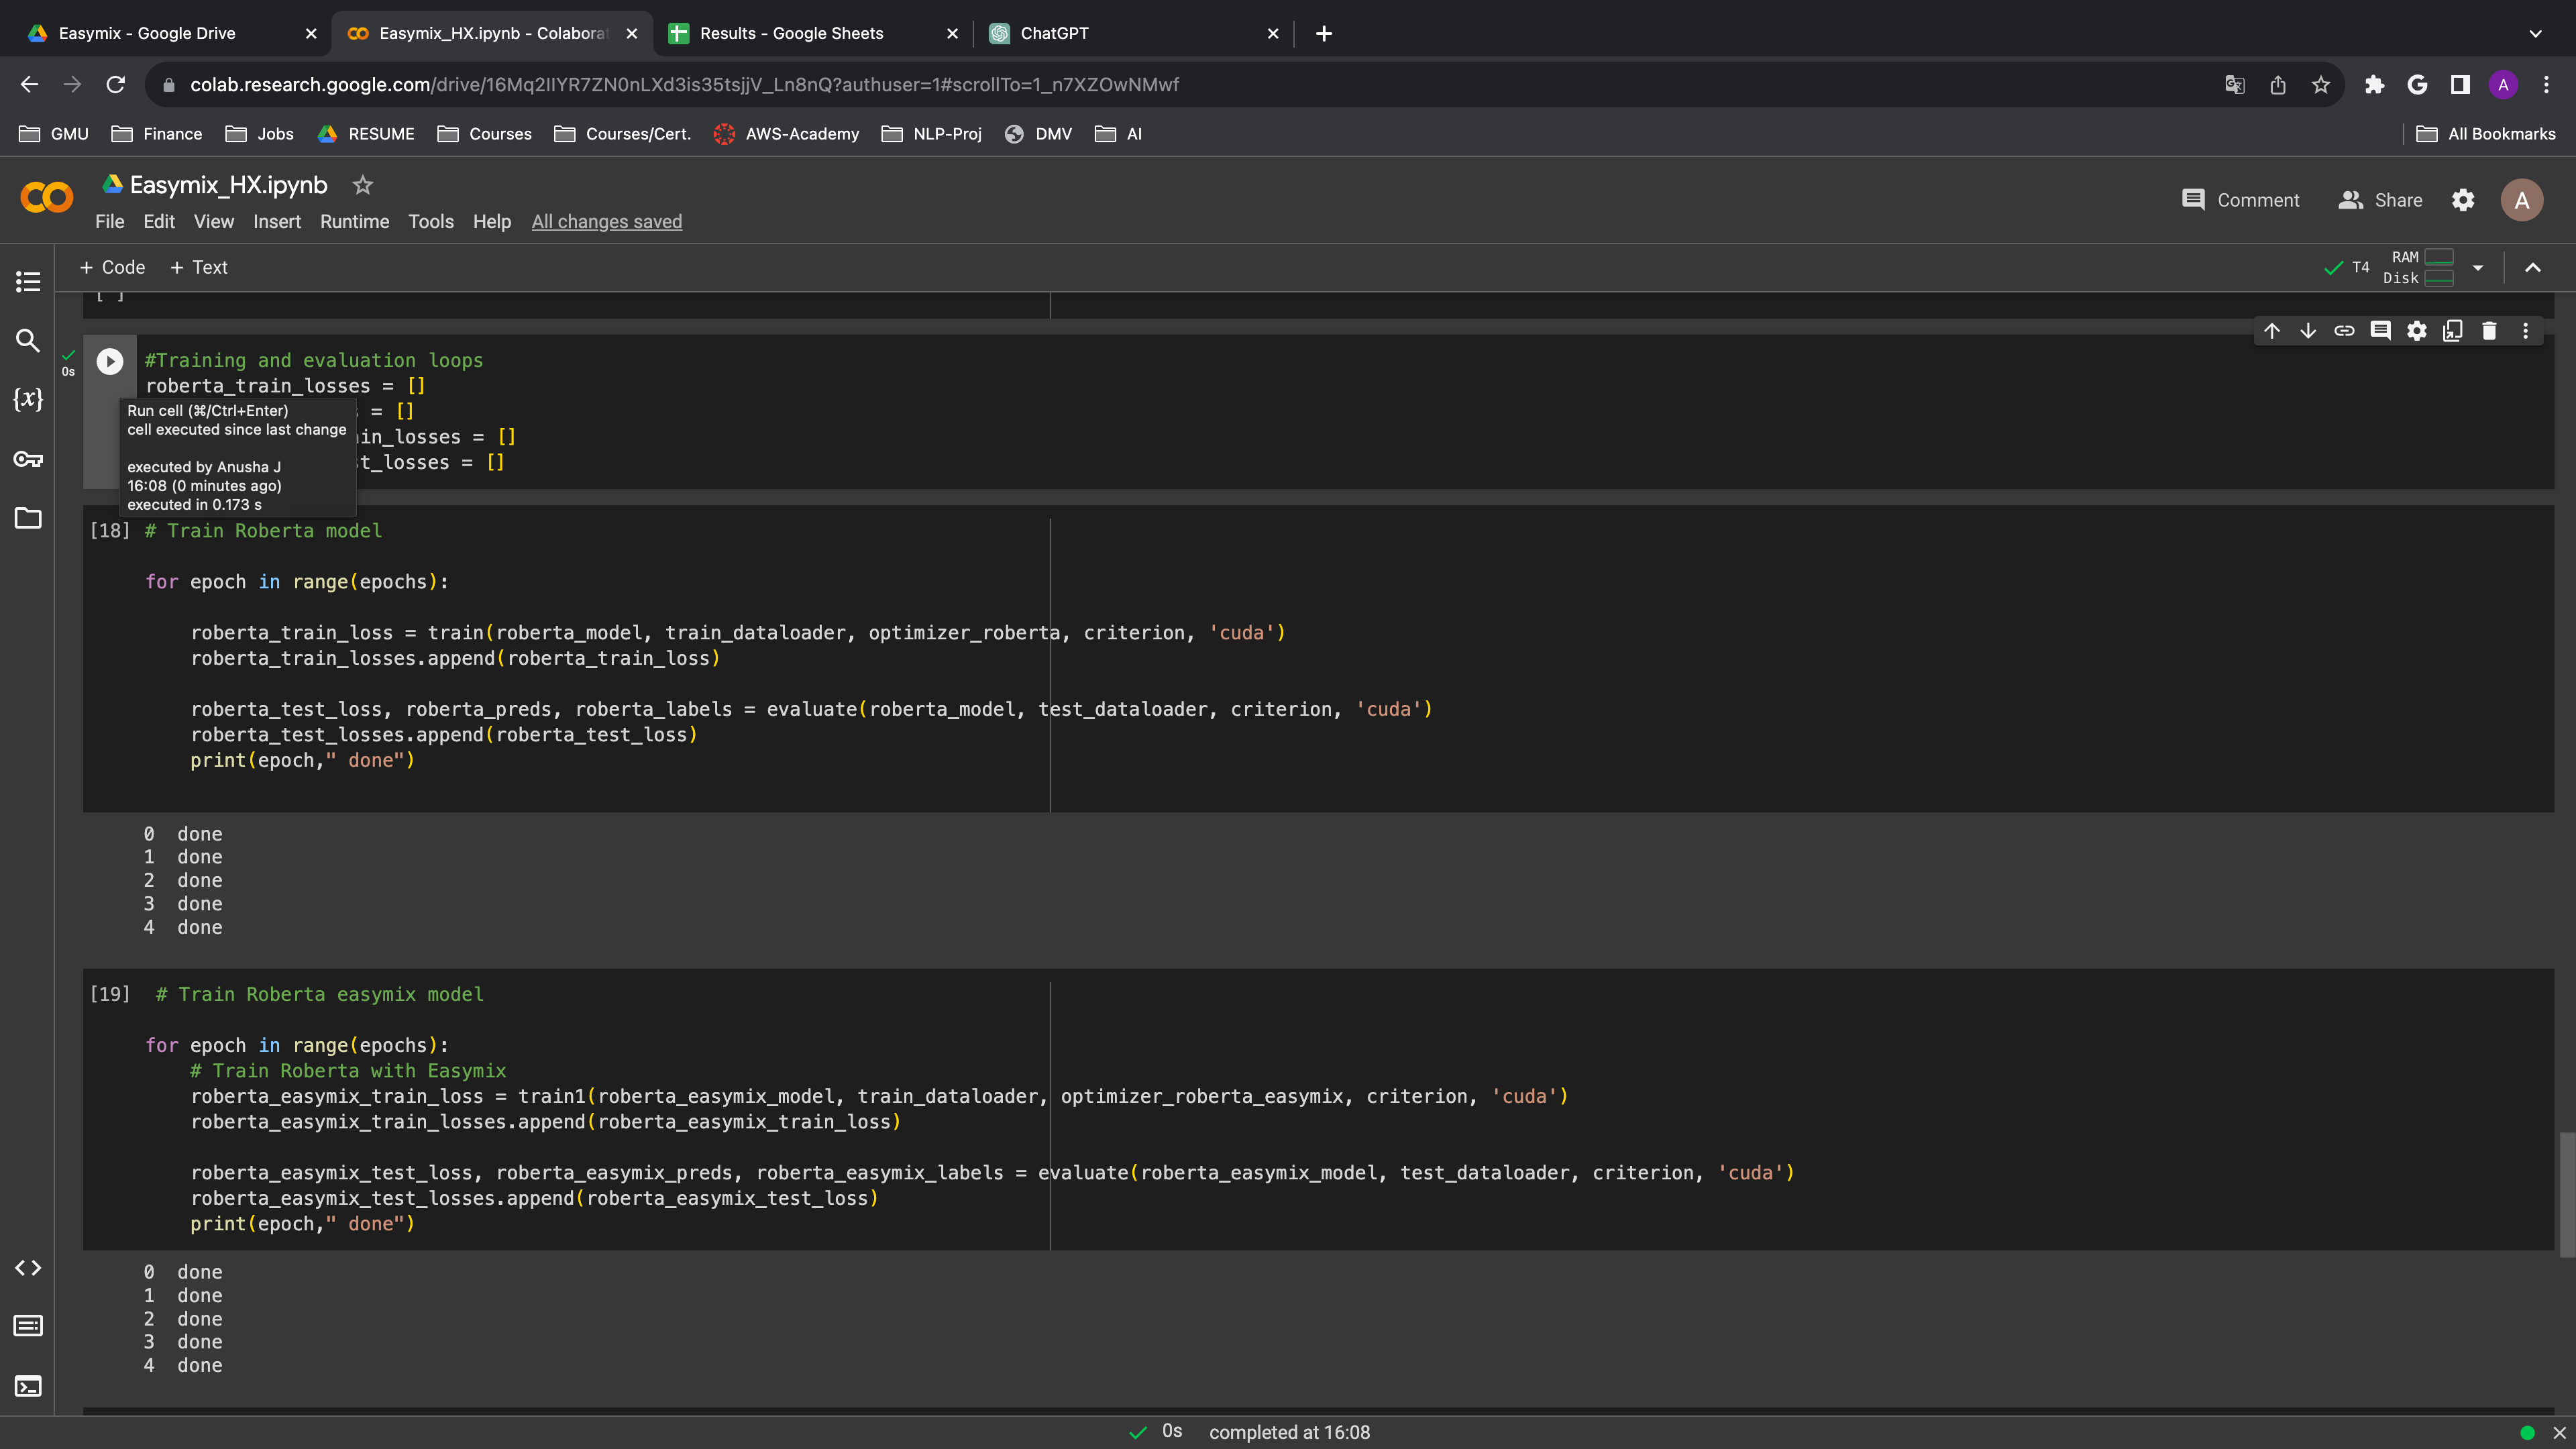 Easymix - Google Drive
Easymix_HX.ipynb - Colabora
Results - Google Sheets
ChatGPT
colab.research.google.com/drive/16Mq2IIYR7ZN0nLXd3is35tsjjV_Ln8nQ?authuser=1#scrollTo=1_n7XZOwNMwf
A
GMU Finance Jobs RESUME Courses Courses/Cert. AWS-Academy NLP-Proj DMV AI All Bookmarks
Easymix_HX.ipynb
File Edit View Insert Runtime Tools Help All changes saved
Comment Share A
+ Code + Text
T4 RAM
Disk
[ ]
0s
#Training and evaluation loops
roberta_train_losses = []
= []
in_losses = []
t_losses = []
Run cell (⌘/Ctrl+Enter)
cell executed since last change
executed by Anusha J
16:08 (0 minutes ago)
executed in 0.173 s
[18] # Train Roberta model
for epoch in range(epochs):
roberta_train_loss = train(roberta_model, train_dataloader, optimizer_roberta, criterion, 'cuda')
roberta_train_losses.append(roberta_train_loss)
roberta_test_loss, roberta_preds, roberta_labels = evaluate(roberta_model, test_dataloader, criterion, 'cuda')
roberta_test_losses.append(roberta_test_loss)
print(epoch," done")
0 done
1 done
2 done
3 done
4 done
[19] # Train Roberta easymix model
for epoch in range(epochs):
# Train Roberta with Easymix
roberta_easymix_train_loss = train1(roberta_easymix_model, train_dataloader, optimizer_roberta_easymix, criterion, 'cuda')
roberta_easymix_train_losses.append(roberta_easymix_train_loss)
roberta_easymix_test_loss, roberta_easymix_preds, roberta_easymix_labels = evaluate(roberta_easymix_model, test_dataloader, criterion, 'cuda')
roberta_easymix_test_losses.append(roberta_easymix_test_loss)
print(epoch," done")
0 done
1 done
2 done
3 done
4 done
0s completed at 16:08